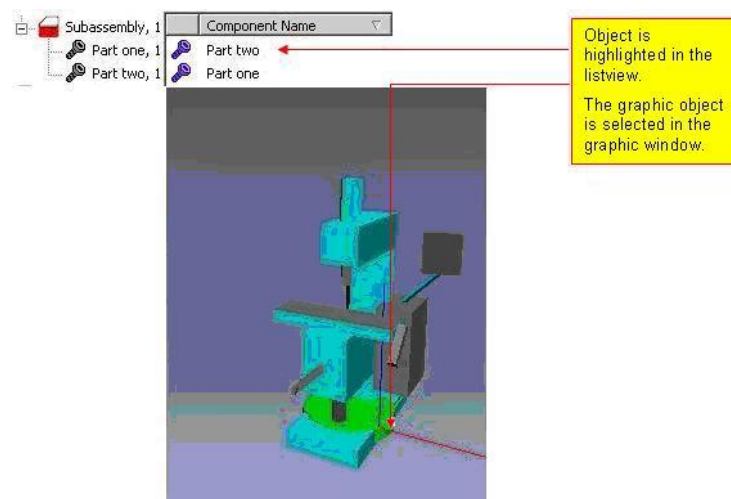 Subassembly, 1
Component Name
Part one, 1
Part two
Part two, 1
Part one
Object is
highlighted in the
listview.
The graphic object
is selected in the
graphic window.